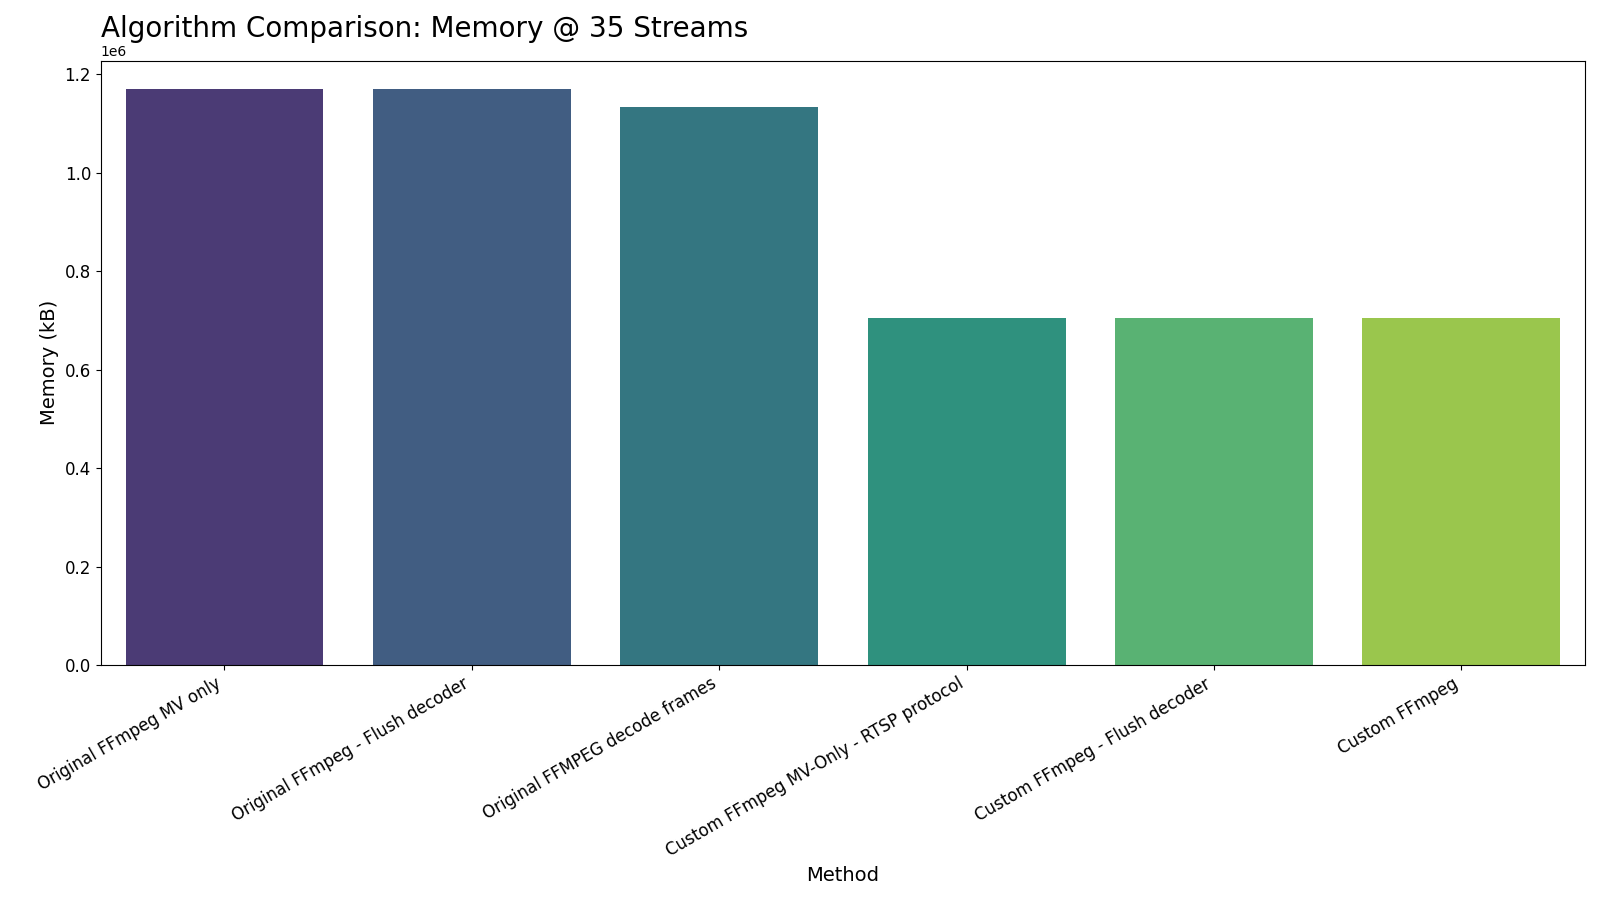 Algorithm Comparison: Memory @ 35 Streams
1e6
1.2
1.0
0.8
0.6
0.4
0.2
0.0
Memory (kB)
Original FFmpeg MV only
Original FFmpeg - Flush decoder
Original FFMPEG decode frames
Custom FFmpeg MV-Only - RTSP protocol
Custom FFmpeg - Flush decoder
Custom FFmpeg
Method